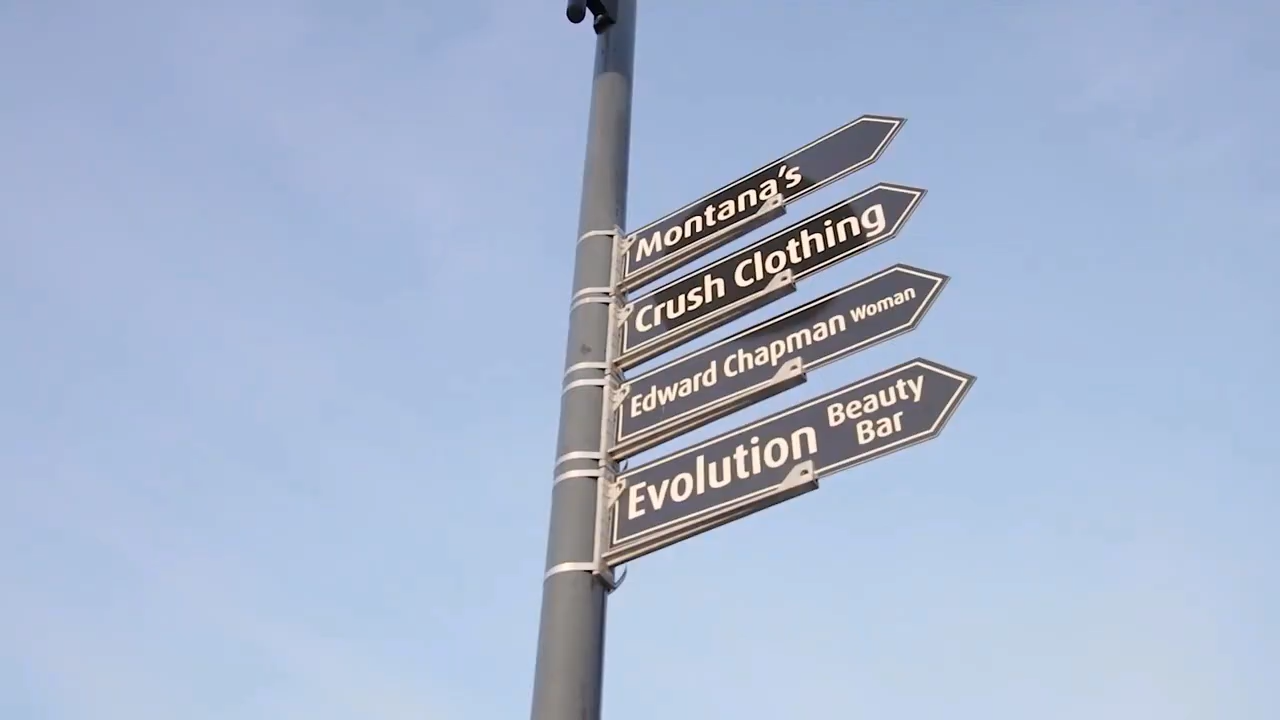 Montana's
Crush Clothing
Edward Chapman Woman
Evolution Beauty
Bar